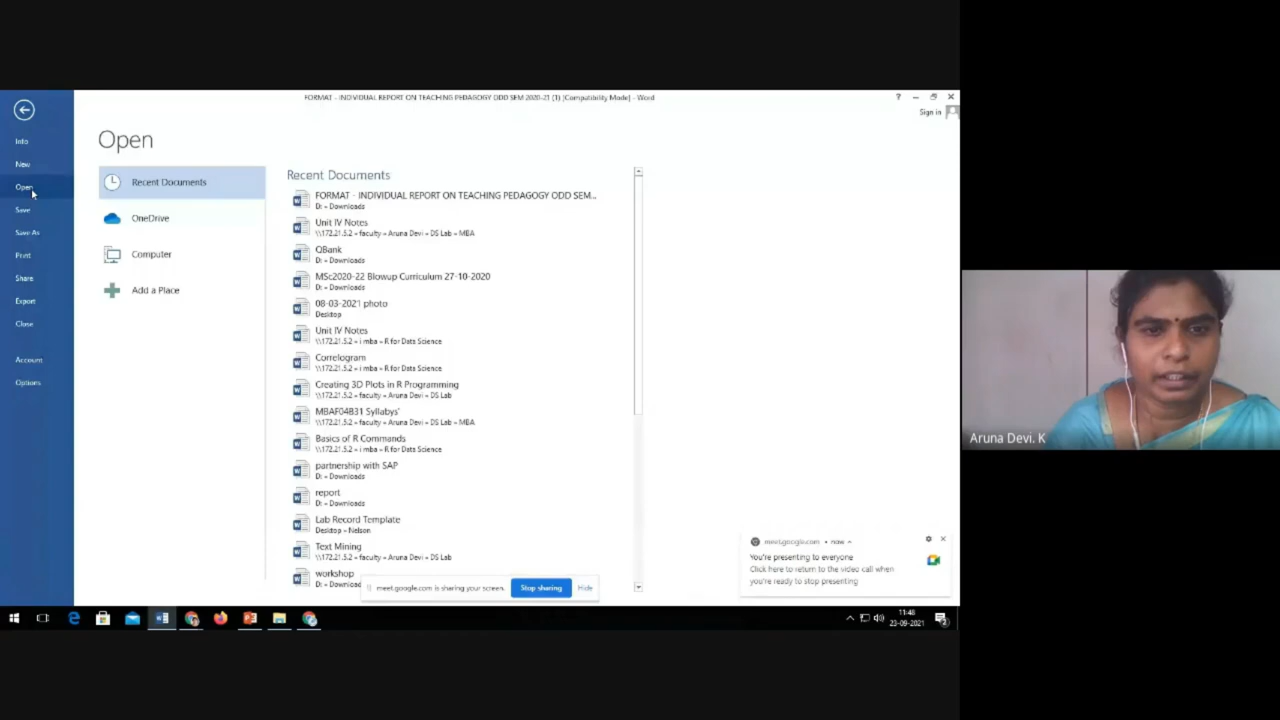 FORMAT - INDIVIDUAL REPORT ON TEACHING PEDAGOGY ODD SEM 2020-21 (1) [Compatibility Mode] - Word
?
Sign in
Info
New
Open
Save
Save As
Print
Share
Export
Close
Account
Options
Open
Recent Documents
OneDrive
Computer
Add a Place
Recent Documents
FORMAT - INDIVIDUAL REPORT ON TEACHING PEDAGOGY ODD SEM...
D: » Downloads
Unit IV Notes
\\172.21.5.2 » faculty » Aruna Devi » DS Lab » MBA
QBank
D: » Downloads
MSc2020-22 Blowup Curriculum 27-10-2020
D: » Downloads
08-03-2021 photo
Desktop
Unit IV Notes
\\172.21.5.2 » i mba » R for Data Science
Correlogram
\\172.21.5.2 » i mba » R for Data Science
Creating 3D Plots in R Programming
\\172.21.5.2 » faculty » Aruna Devi » DS Lab
MBAF04B31 Syllabys'
\\172.21.5.2 » faculty » Aruna Devi » DS Lab » MBA
Basics of R Commands
\\172.21.5.2 » i mba » R for Data Science
partnership with SAP
D: » Downloads
report
D: » Downloads
Lab Record Template
Desktop » Nelson
Text Mining
\\172.21.5.2 » faculty » Aruna Devi » DS Lab
workshop
D: » Download
meet.google.com is sharing your screen.
Stop sharing
Hide
meet.google.com • now
You're presenting to everyone
Click here to return to the video call when
you're ready to stop presenting
11:48
23-09-2021
2
Aruna Devi. K